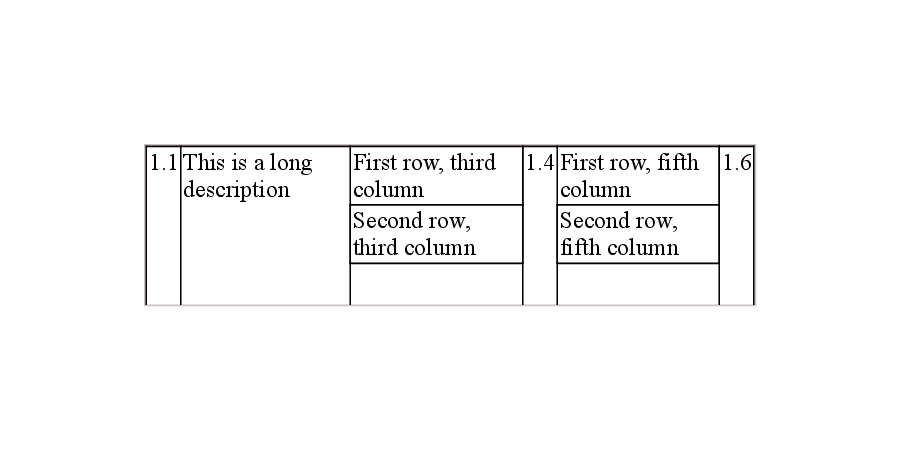 1.1
This is a long
description
First row, third
column
Second row,
third column
1.4
First row, fifth
column
Second row,
fifth column
1.6